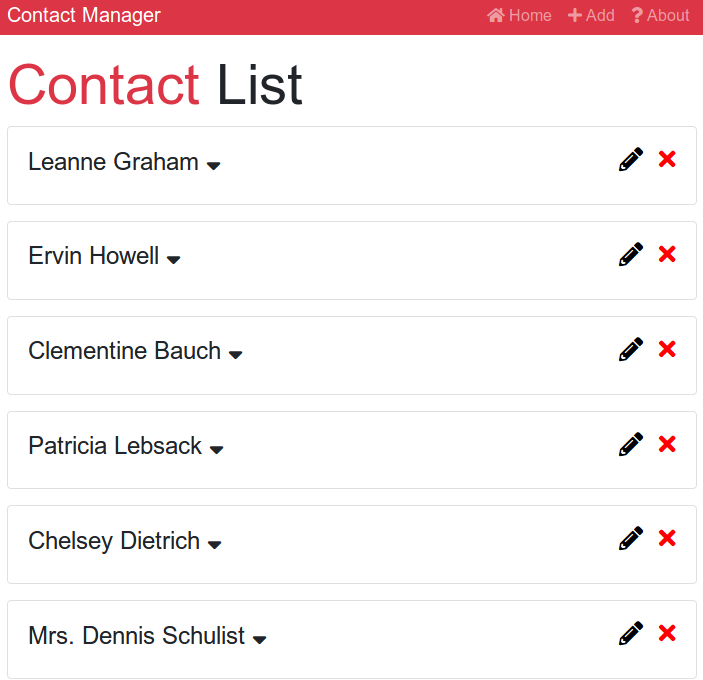 Contact Manager
Home Add About
Contact List
Leanne Graham
Ervin Howell
Clementine Bauch
Patricia Lebsack
Chelsey Dietrich
Mrs. Dennis Schulist